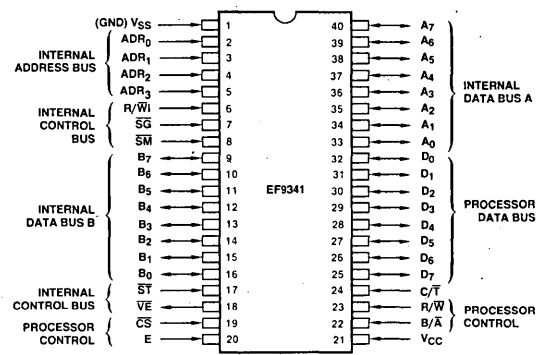 (GND) VSS 1 40 A7
ADR0 2 39 A6
ADR1 3 38 A5
ADR2 4 37 A4
ADR3 5 36 A3
R/W̅I 6 35 A2
S̅G̅ 7 34 A1
S̅M̅ 8 33 A0
B7 9 32 D0
B6 10 31 D1
B5 11 30 D2
B4 12 29 D3
B3 13 28 D4
B2 14 27 D5
B1 15 26 D6
B0 16 25 D7
S̅T̅ 17 24 C/T̅
V̅E̅ 18 23 R/W̅
C̅S̅ 19 22 B/A̅
E 20 21 VCC
EF9341
INTERNAL
ADDRESS BUS
INTERNAL
CONTROL
BUS
INTERNAL
DATA BUS B
INTERNAL
CONTROL BUS
PROCESSOR
CONTROL
INTERNAL
DATA BUS A
PROCESSOR
DATA BUS
PROCESSOR
CONTROL